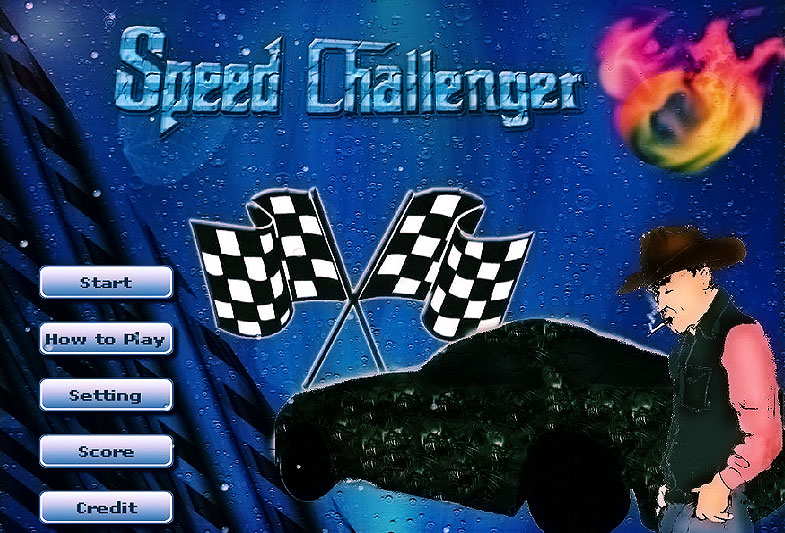 Speed Challenger
Start
How to Play
Setting
Score
Credit